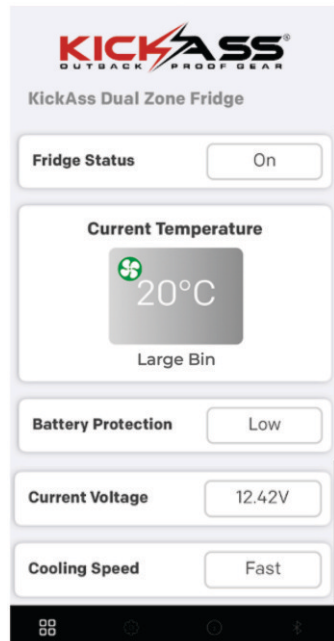 KICKASS®
OUTBACK PROOF GEAR
KickAss Dual Zone Fridge
Fridge Status On
Current Temperature
20°C
Large Bin
Battery Protection Low
Current Voltage 12.42V
Cooling Speed Fast